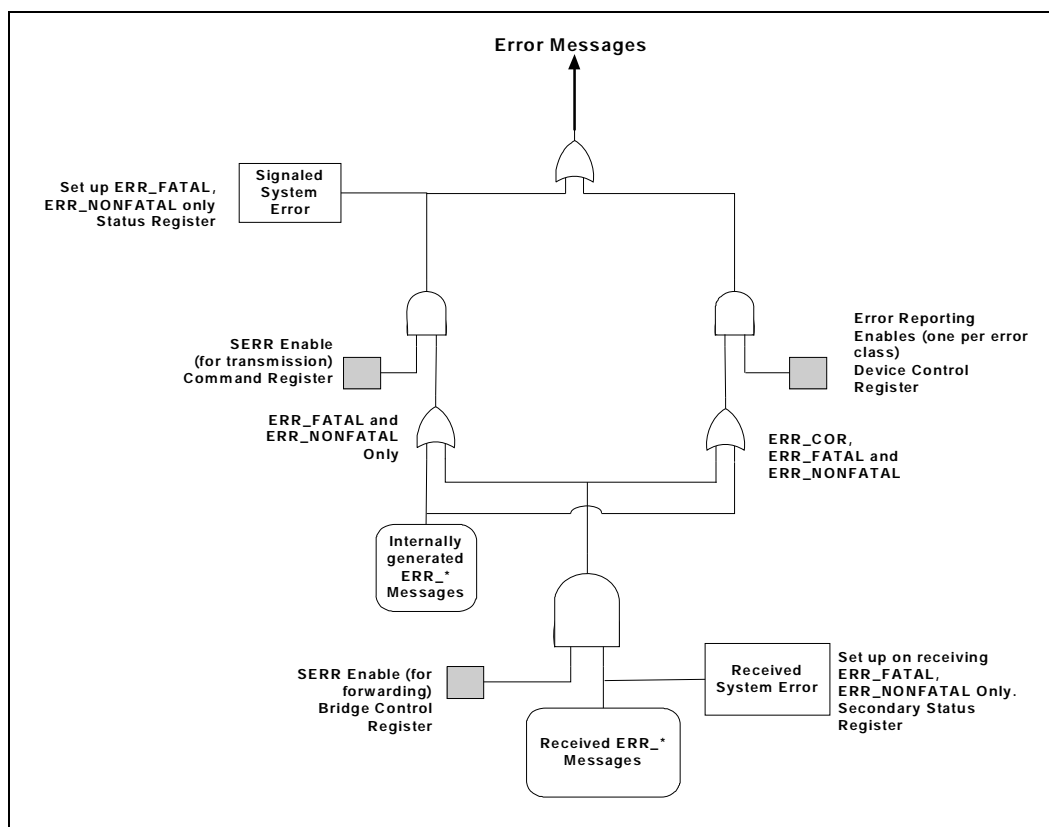 Error Messages
Signaled
System
Error
Set up ERR_FATAL,
ERR_NONFATAL only
Status Register
SERR Enable
(for transmission)
Command Register
Error Reporting
Enables (one per error
class)
Device Control
Register
ERR_FATAL and
ERR_NONFATAL
Only
ERR_COR,
ERR_FATAL and
ERR_NONFATAL
Internally
generated
ERR_*
Messages
SERR Enable (for
forwarding)
Bridge Control
Register
Received
System Error
Set up on receiving
ERR_FATAL,
ERR_NONFATAL Only.
Secondary Status
Register
Received ERR_*
Messages